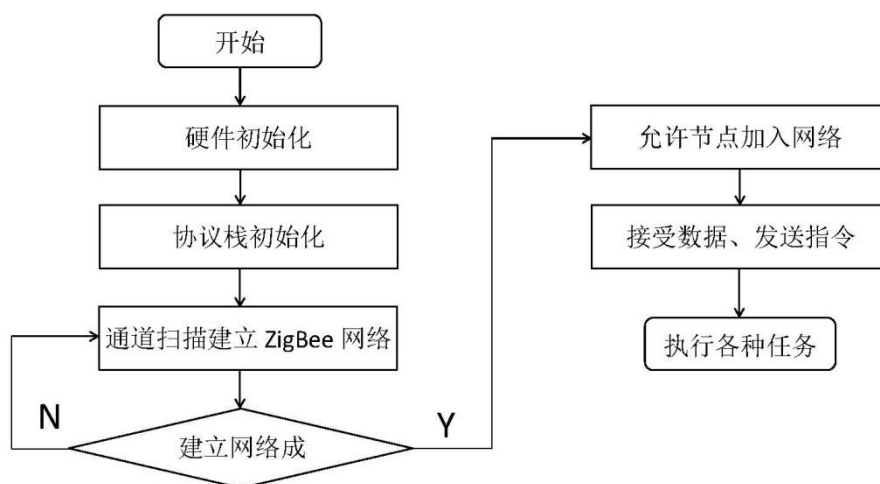 开始
硬件初始化
协议栈初始化
通道扫描建立 ZigBee 网络
N
建立网络成
Y
允许节点加入网络
接受数据、发送指令
执行各种任务